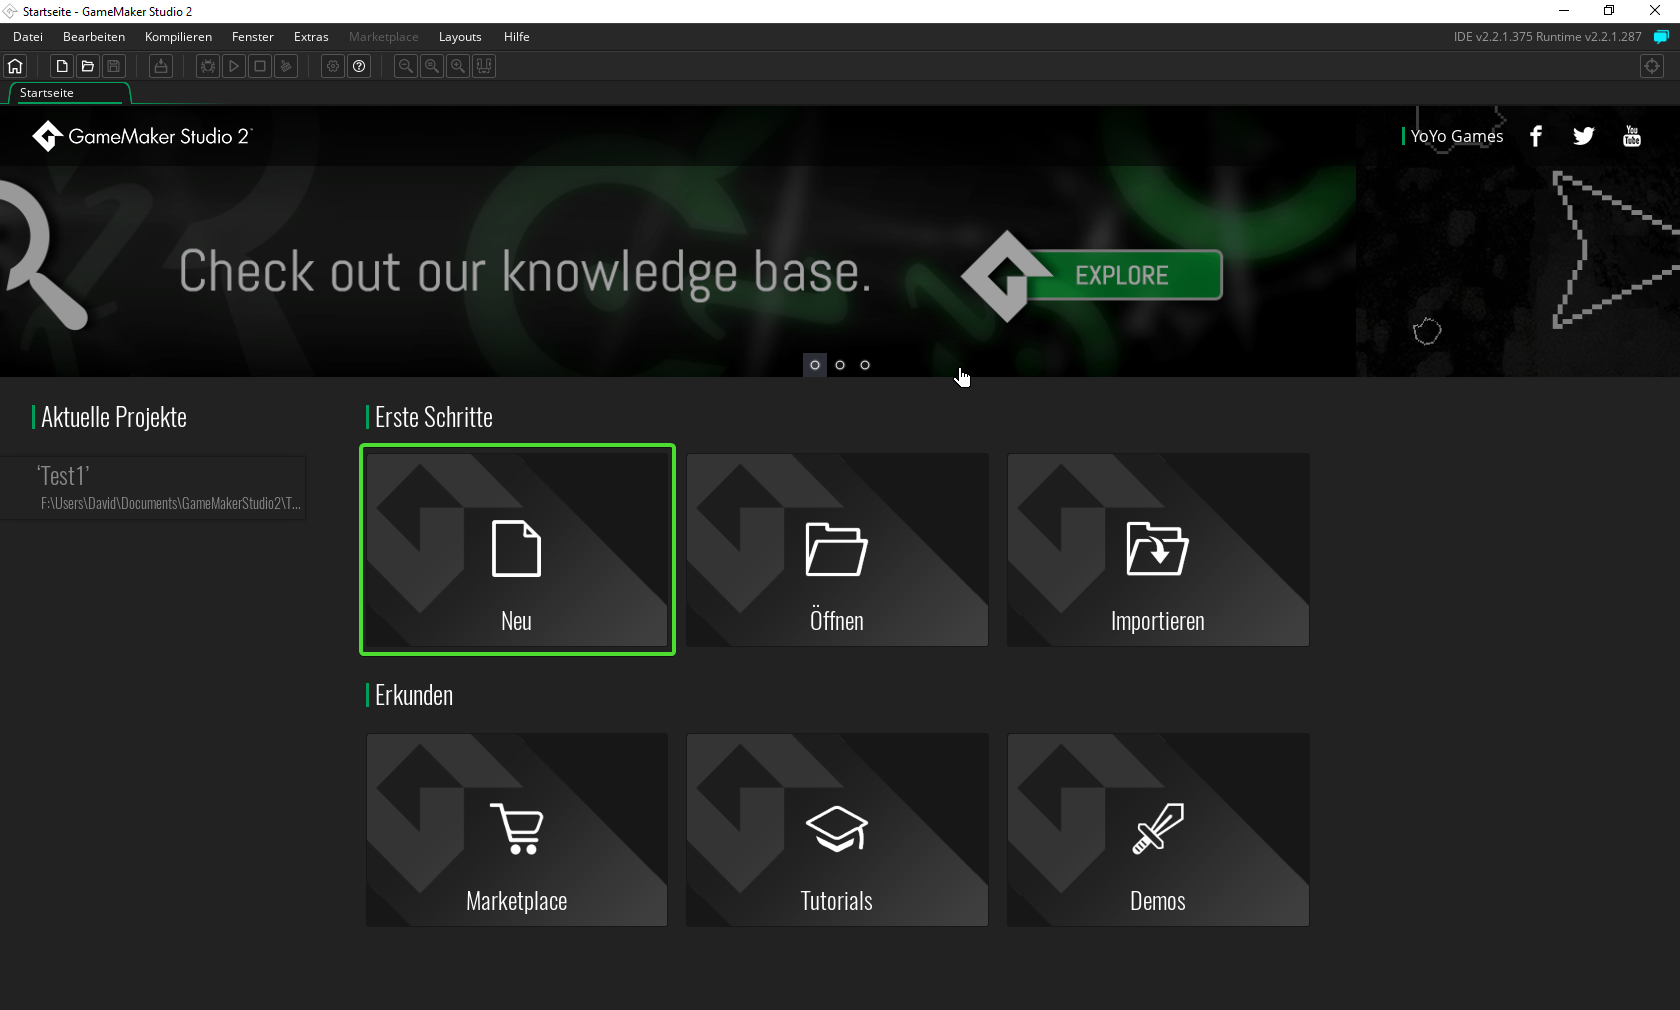 Startseite - GameMaker Studio 2
Datei Bearbeiten Kompilieren Fenster Extras Marketplace Layouts Hilfe
IDE v2.2.1.375 Runtime v2.2.1.287
Startseite
GameMaker Studio 2
YoYo Games
You Tube
Check out our knowledge base.
EXPLORE
Aktuelle Projekte
‘Test1’
F:\Users\David\Documents\GameMakerStudio2\T...
Erste Schritte
Neu
Öffnen
Importieren
Erkunden
Marketplace
Tutorials
Demos